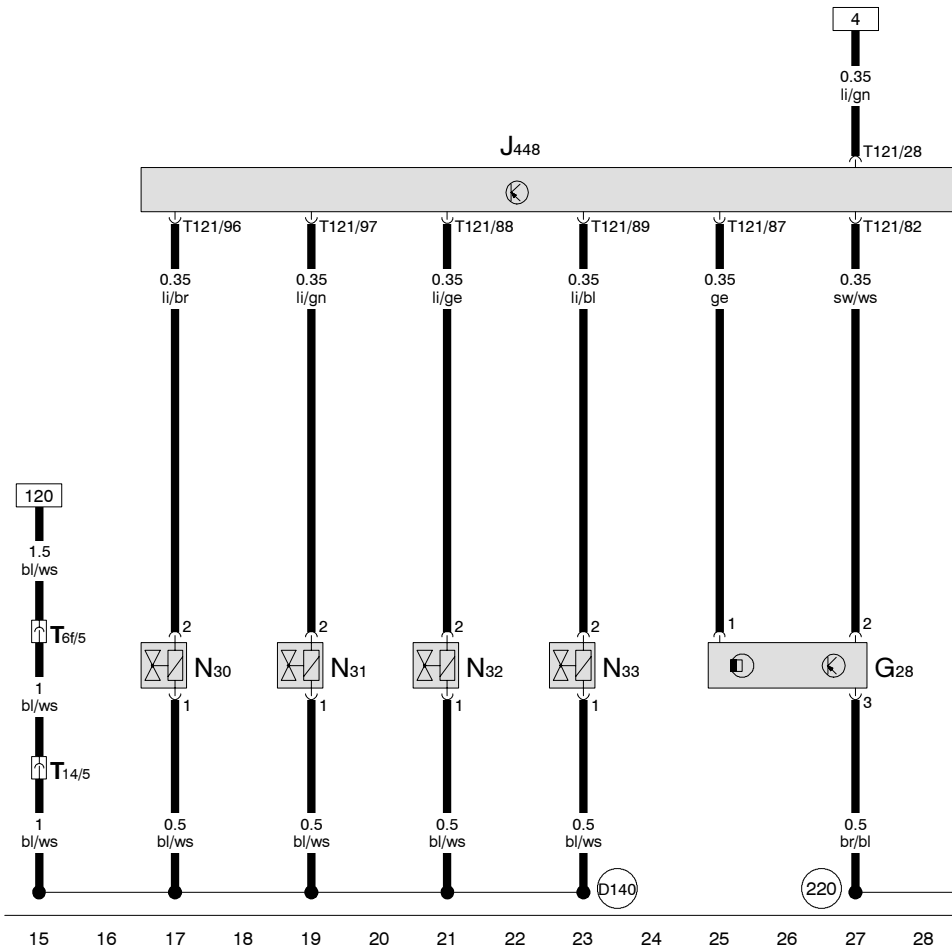 4
0.35
li/gn
T121/28
J448
T121/96
T121/97
T121/88
T121/89
T121/87
T121/82
0.35
li/br
0.35
li/gn
0.35
li/ge
0.35
li/bl
0.35
ge
0.35
sw/ws
120
1.5
bl/ws
T6f/5
1
bl/ws
T14/5
1
bl/ws
2
N30
1
2
N31
1
2
N32
1
2
N33
1
1
2
G28
3
0.5
bl/ws
0.5
bl/ws
0.5
bl/ws
0.5
bl/ws
0.5
br/bl
D140
220
15 16 17 18 19 20 21 22 23 24 25 26 27 28